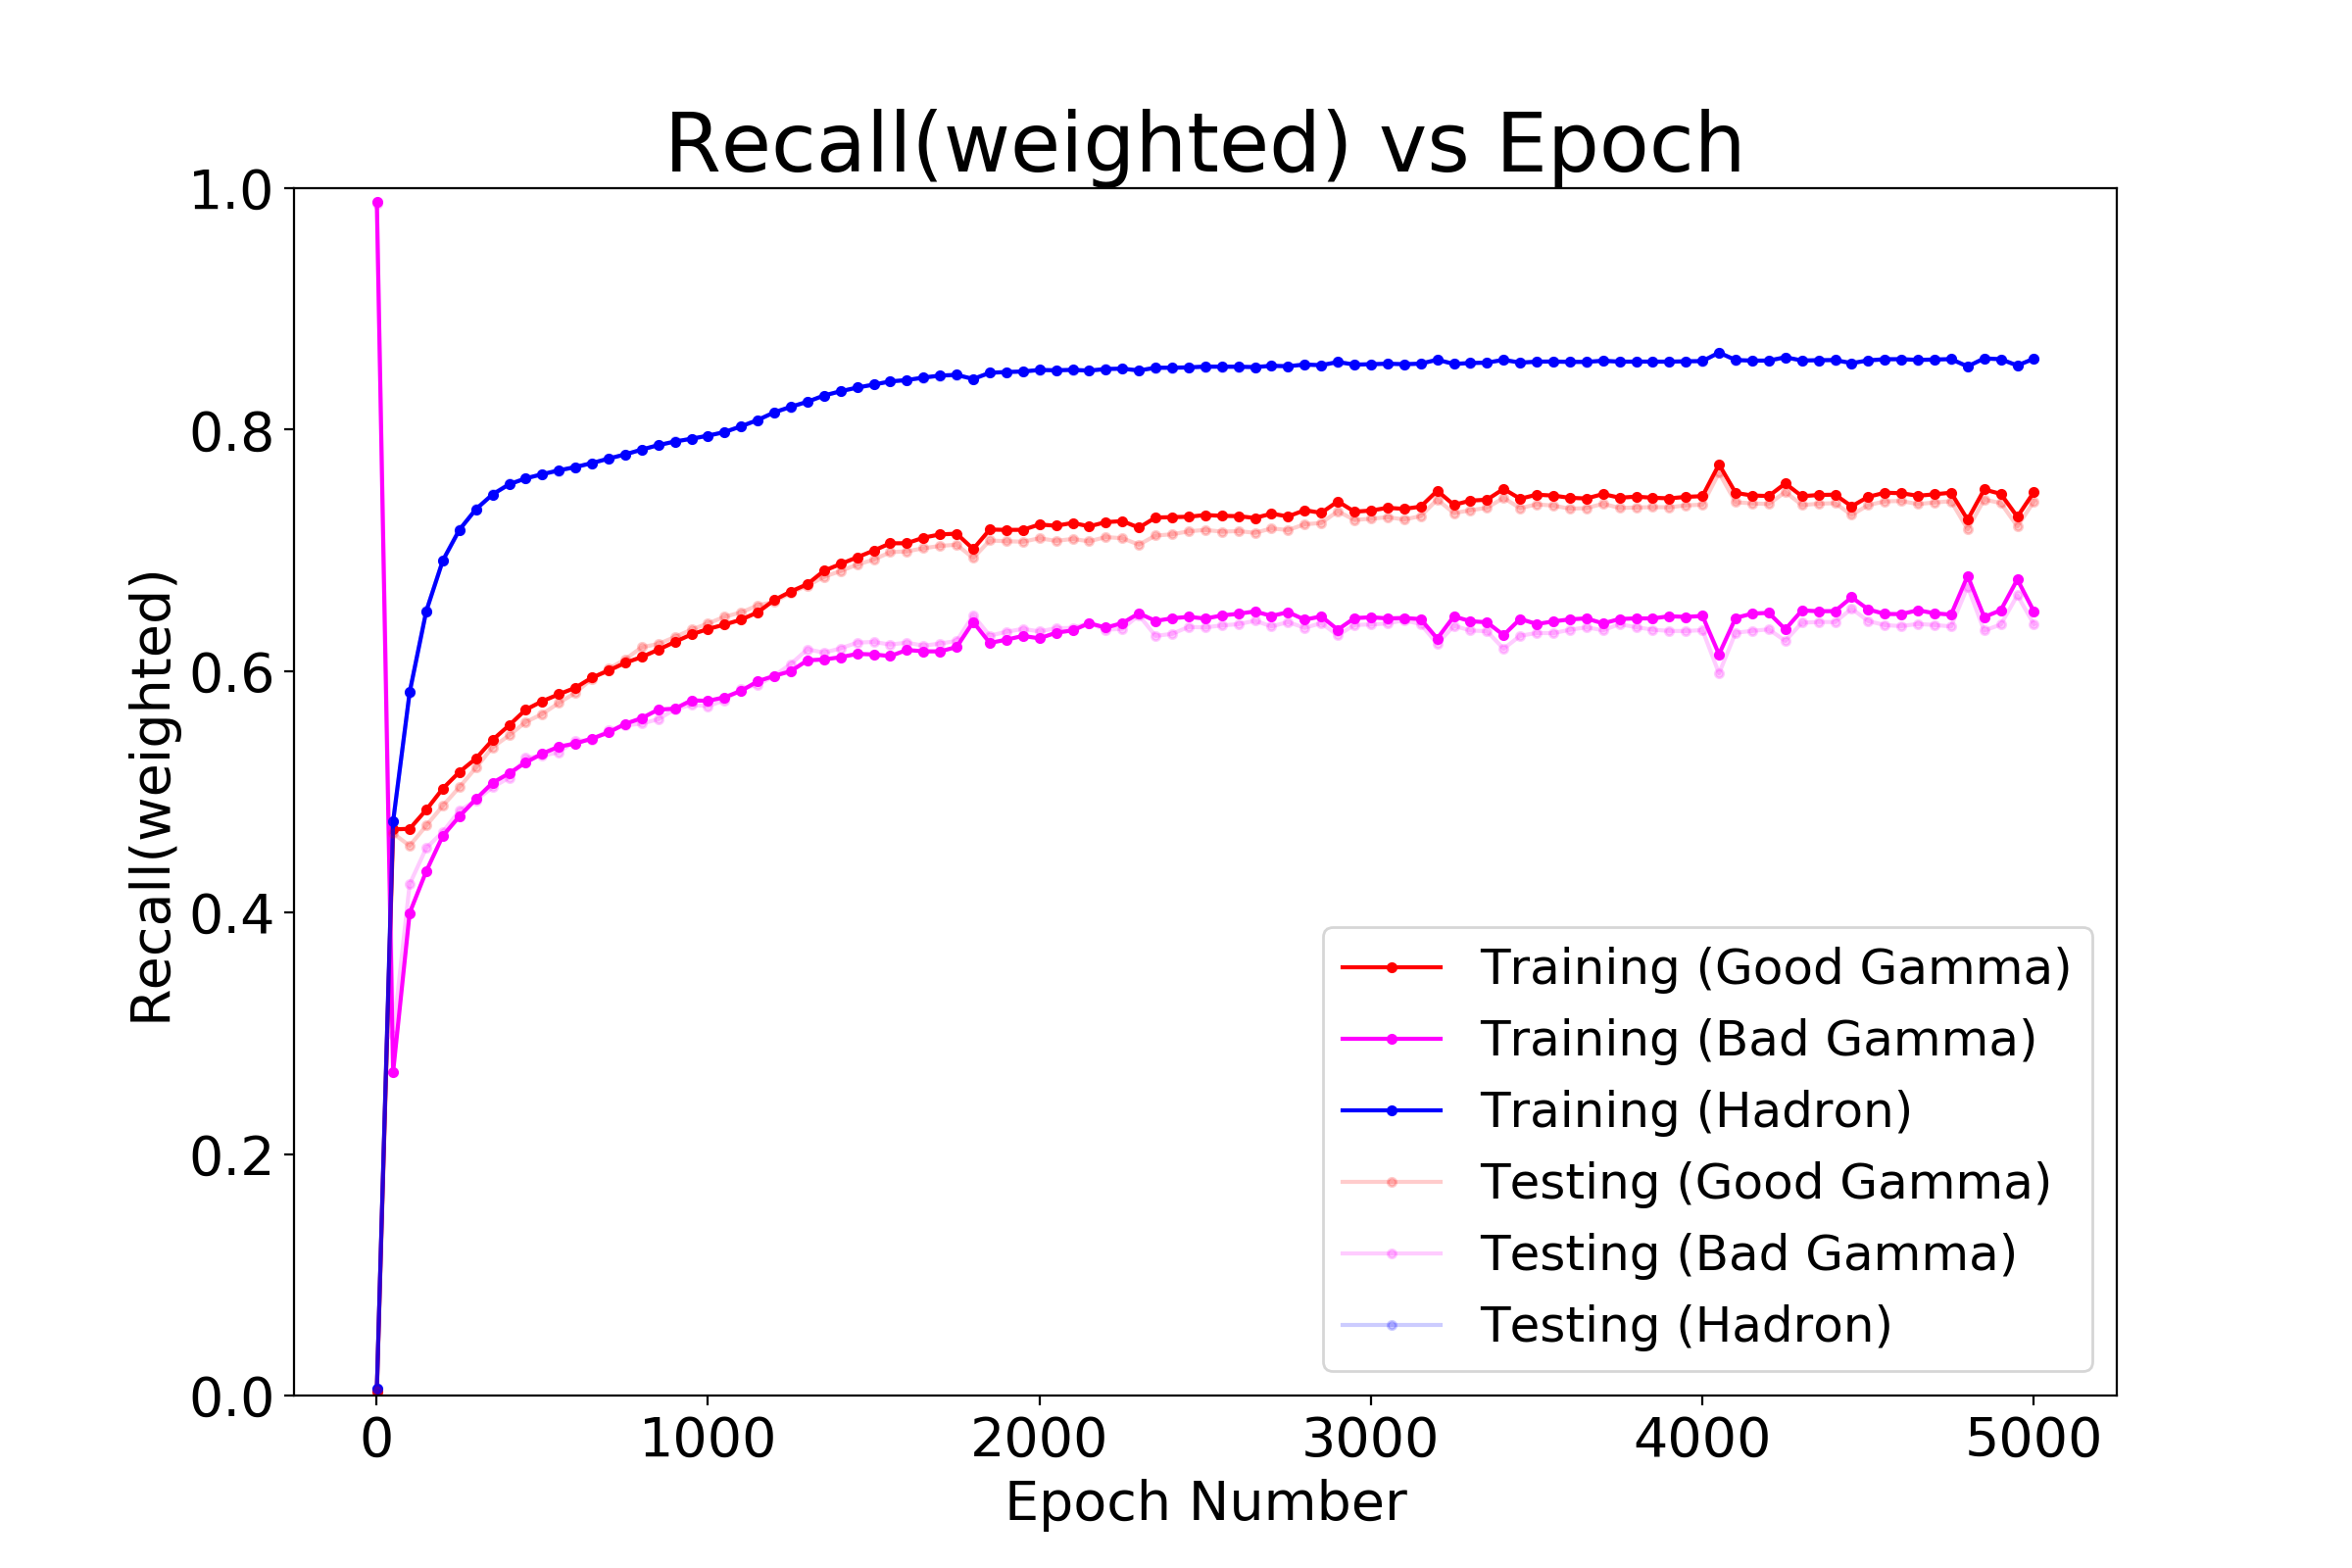 Recall(weighted) vs Epoch
Recall(weighted)
1.0
0.8
0.6
0.4
0.2
0.0
Training (Good Gamma)
Training (Bad Gamma)
Training (Hadron)
Testing (Good Gamma)
Testing (Bad Gamma)
Testing (Hadron)
0 1000 2000 3000 4000 5000
Epoch Number